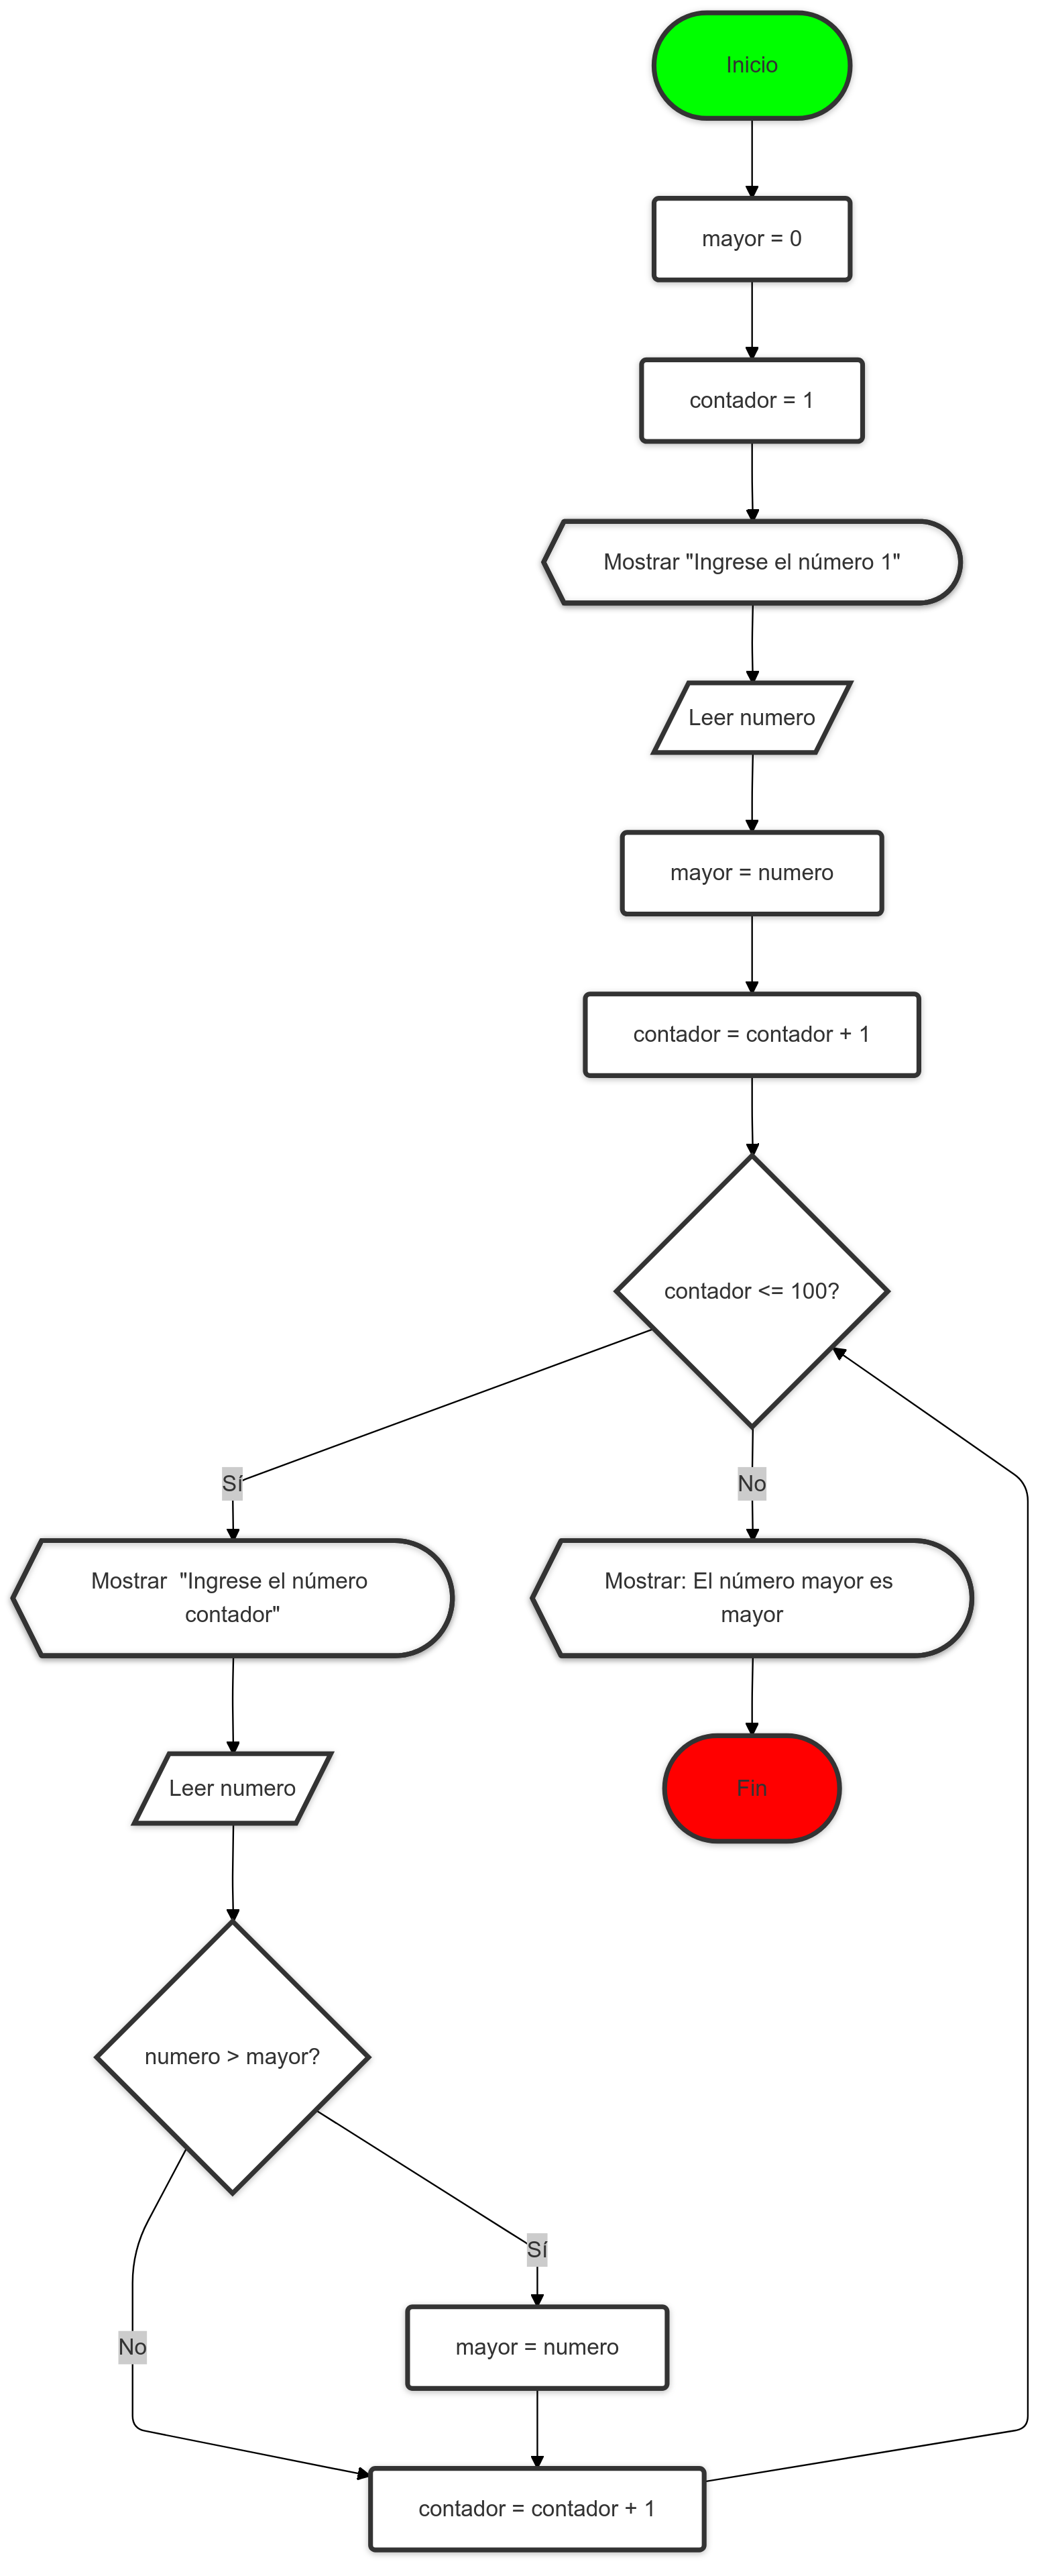 Inicio
mayor = 0
contador = 1
Mostrar "Ingrese el número 1"
Leer numero
mayor = numero
contador = contador + 1
contador <= 100?
Sí
No
Mostrar  "Ingrese el número
contador"
Mostrar: El número mayor es
mayor
Leer numero
Fin
numero > mayor?
Sí
No
mayor = numero
contador = contador + 1